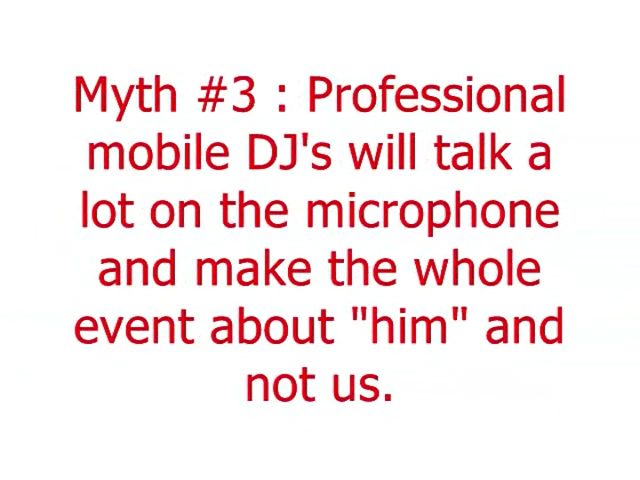 Myth #3 : Professional
mobile DJ's will talk a
lot on the microphone
and make the whole
event about "him" and
not us.